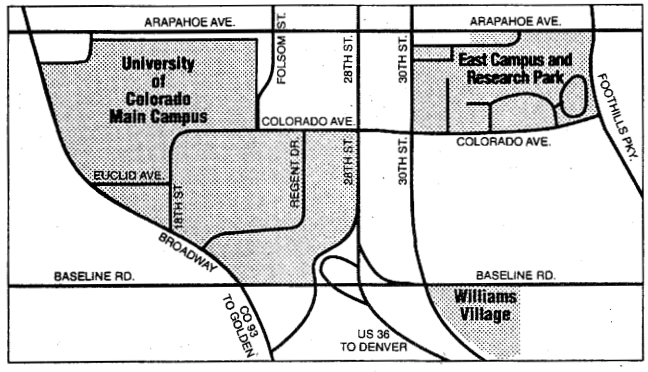 ARAPAHOE AVE.
ARAPAHOE AVE.
FOLSOM ST.
28TH ST.
30TH ST.
University
of
Colorado
Main Campus
East Campus and
Research Park
FOOTHILLS PKY.
COLORADO AVE.
COLORADO AVE.
EUCLID AVE.
18TH ST.
REGENT DR.
28TH ST.
30TH ST.
BROADWAY
BASELINE RD.
BASELINE RD.
Williams
Village
CO 93
TO GOLDEN
US 36
TO DENVER